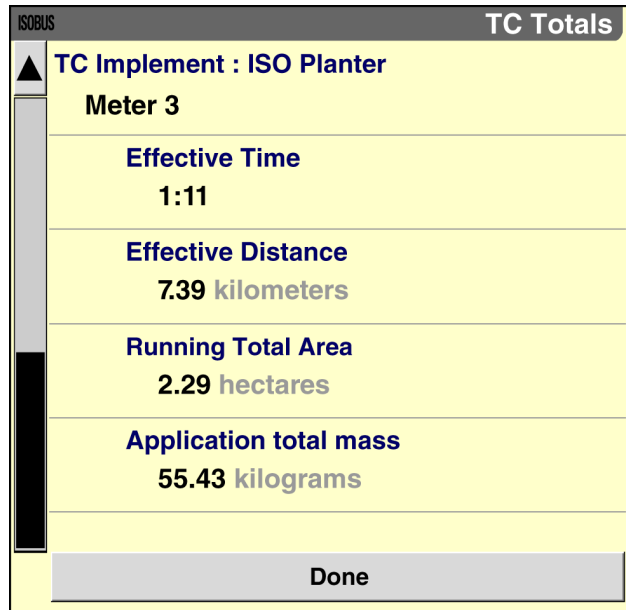 ISOBUS
TC Totals
TC Implement : ISO Planter
Meter 3
Effective Time
1:11
Effective Distance
7.39 kilometers
Running Total Area
2.29 hectares
Application total mass
55.43 kilograms
Done